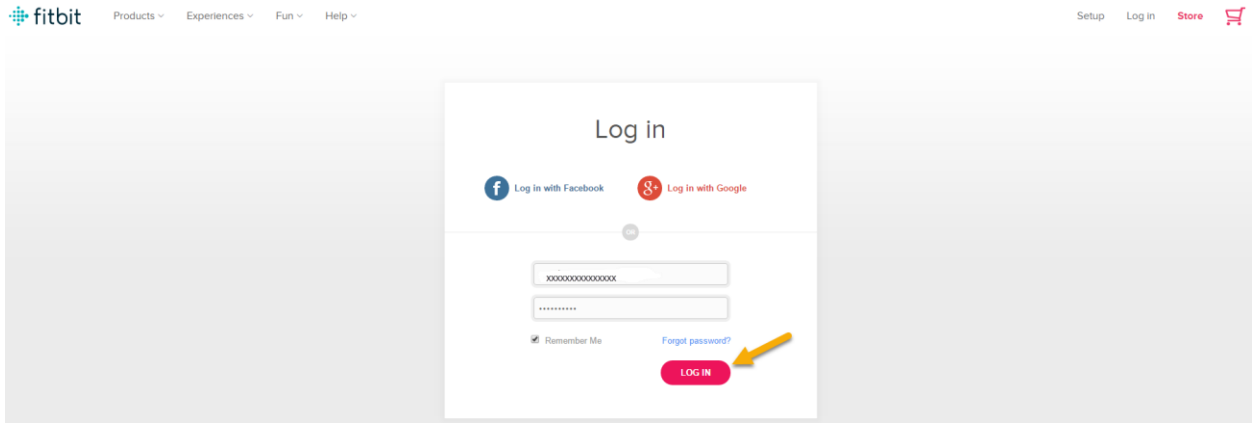 fitbit Products Experiences Fun Help Setup Log in Store
Log in
f Log in with Facebook g+ Log in with Google
OR
xxxxxxxxxxxxxxx
••••••••••
Remember Me Forgot password?
LOG IN